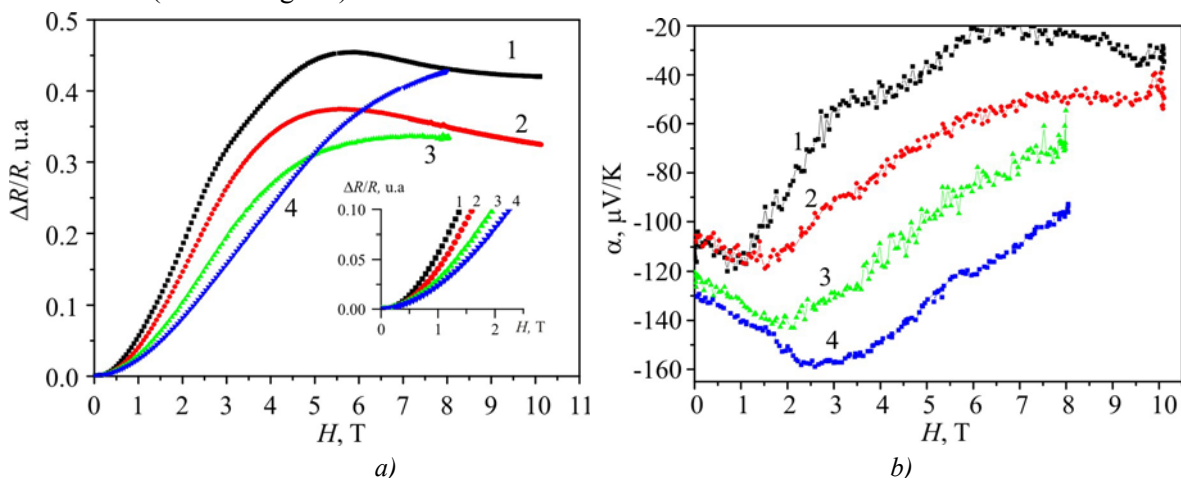 0.5
0.4
0.3
0.2
0.1
0.0
ΔR/R, u.a
1
2
3
4
ΔR/R, u.a
0.10
0.05
0.00
1 2 3 4
0 1 2 H, T
0 1 2 3 4 5 6 7 8 9 10 11
H, T
a)
-20
-40
-60
-80
-100
-120
-140
-160
α, μV/K
1
2
3
4
0 1 2 3 4 5 6 7 8 9 10
H, T
b)